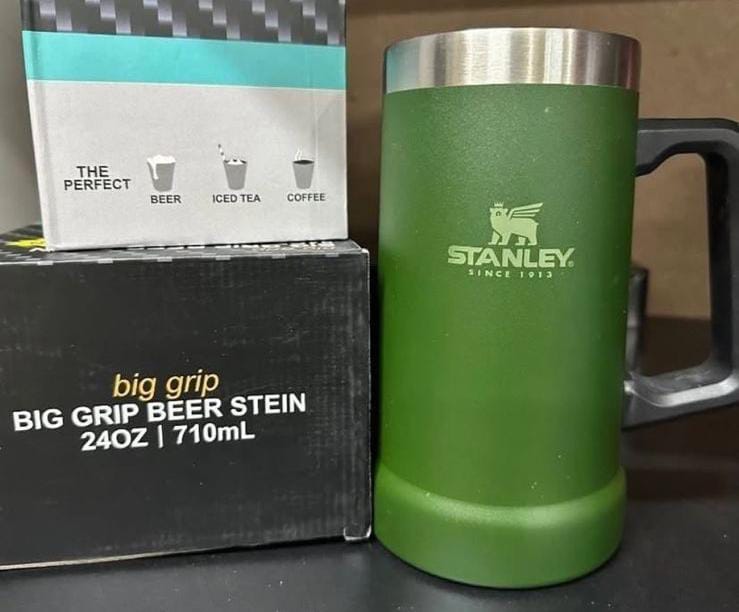 THE
PERFECT
BEER
ICED TEA
COFFEE
big grip
BIG GRIP BEER STEIN
24OZ | 710mL
STANLEY®
SINCE 1913